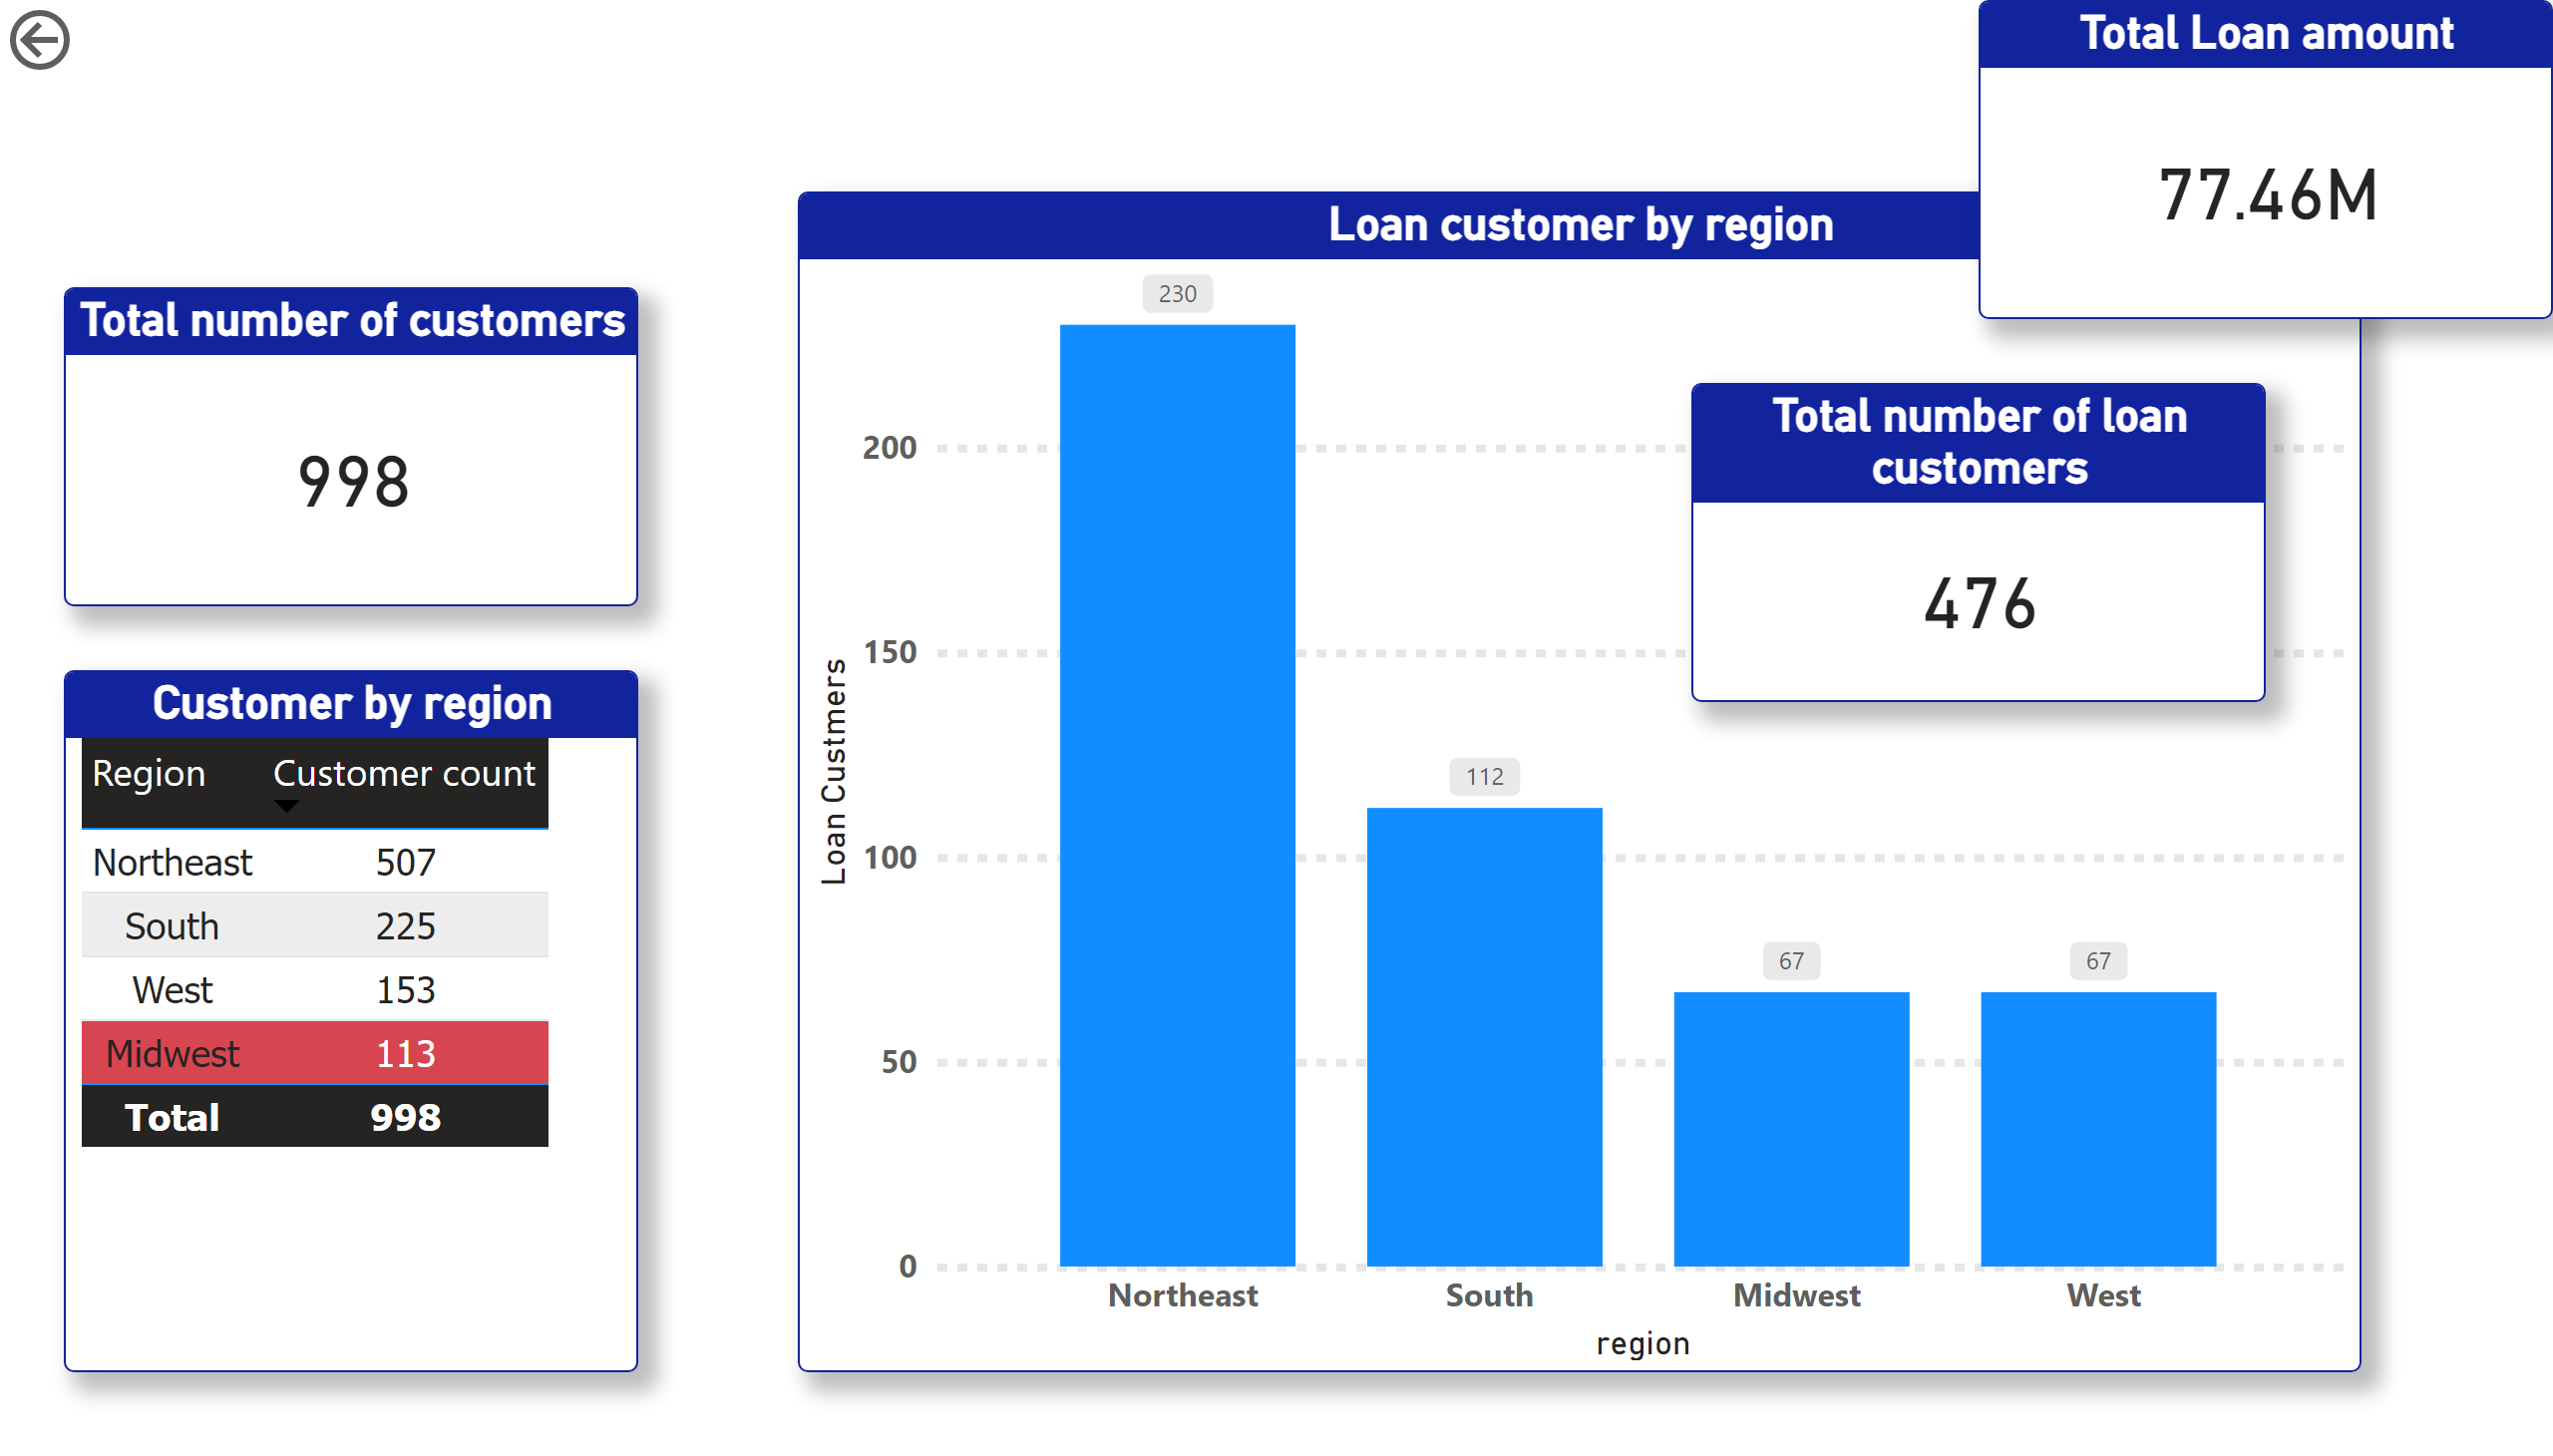 Total Loan amount
77.46M
Total number of customers
998
Customer by region
Region Customer count
Northeast 507
South 225
West 153
Midwest 113
Total 998
Loan customer by region
Loan Custmers
200
150
100
50
0
230
112
67
67
Northeast South Midwest West
region
Total number of loan
customers
476